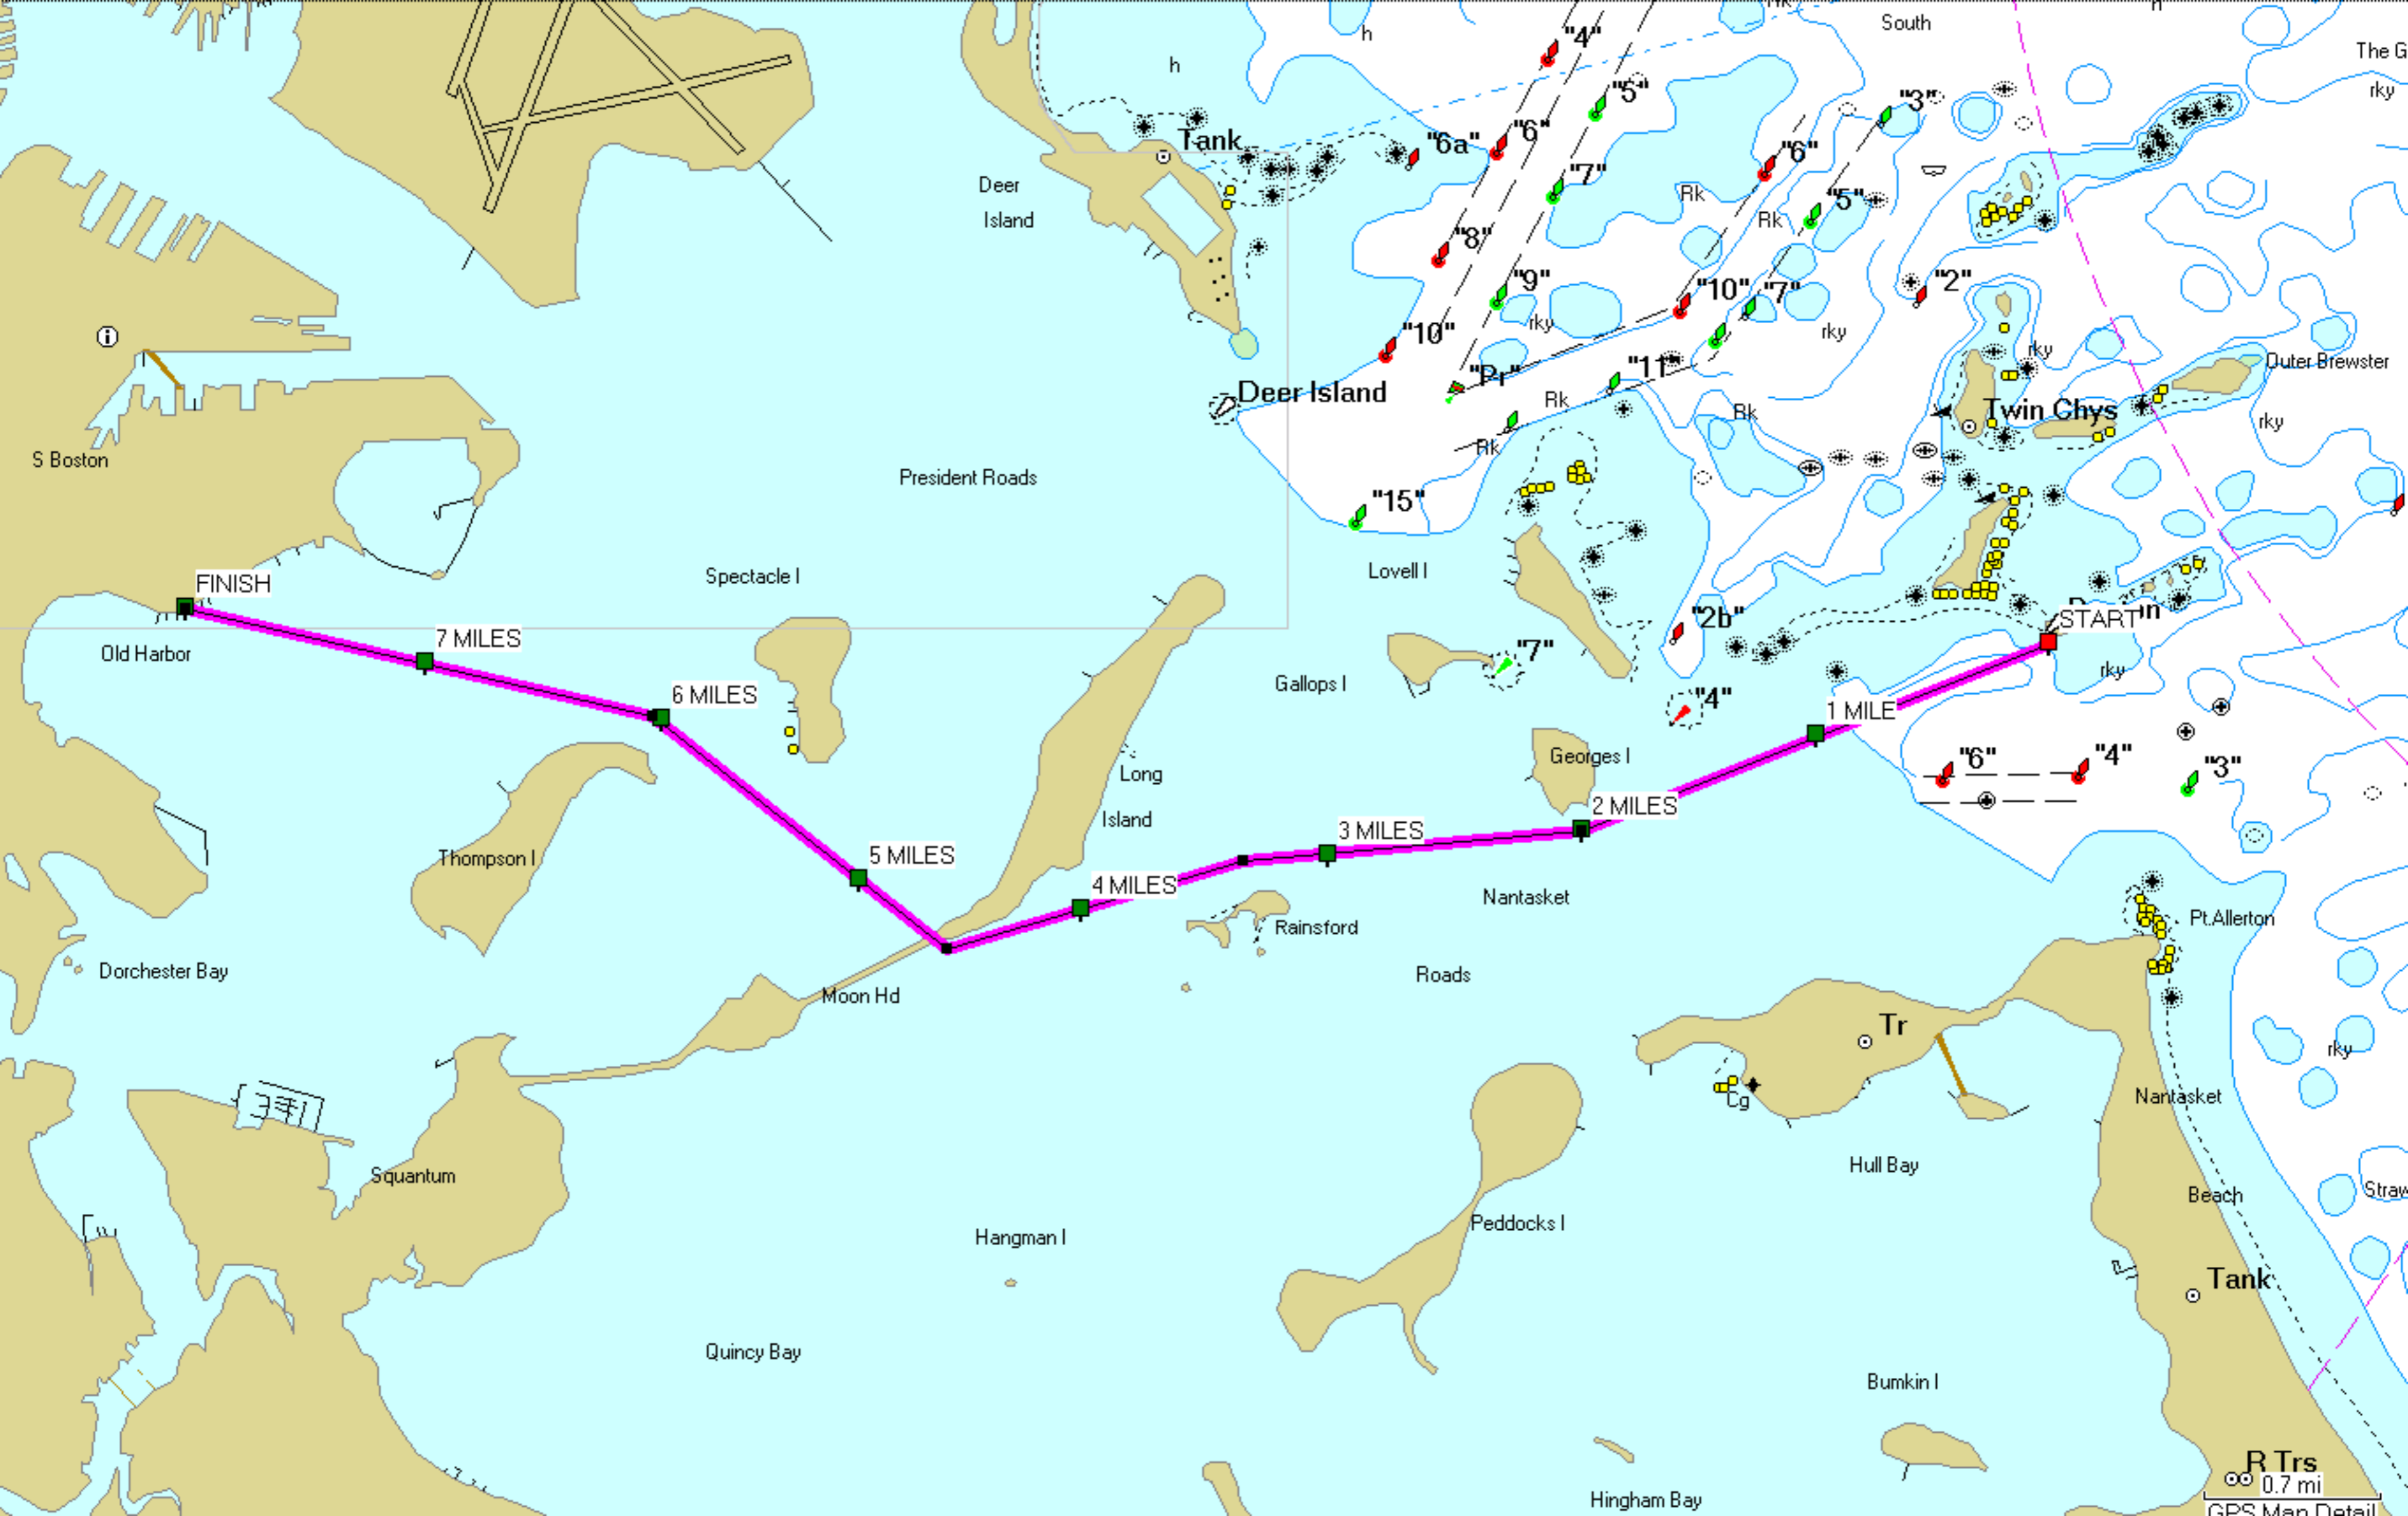 South
The G
rky
h
h
"4"
"5"
"3"
Tank
"6a"
"6"
"6"
"7"
Rk
"5"
Rk
Deer
Island
"8"
"9"
"10"
"7"
"2"
rky
rky
rky
"10"
"Pr"
"11"
Outer Brewster
Deer Island
Rk
Rk
Twin Chys
rky
Rk
S Boston
President Roads
"15"
Spectacle I
Lovell I
FINISH
"2b"
START
7 MILES
Old Harbor
"7"
rky
Gallops I
6 MILES
"4"
1 MILE
Georges I
"6"
"4"
"3"
Long
Island
2 MILES
3 MILES
Thompson I
5 MILES
4 MILES
Nantasket
Rainsford
Pt.Allerton
Dorchester Bay
Roads
Moon Hd
Tr
rky
Cg
Nantasket
Squantum
Hull Bay
Beach
Straw
Hangman I
Peddocks I
Tank
Quincy Bay
Bumkin I
R Trs
0.7 mi
Hingham Bay
GPS Map Detail